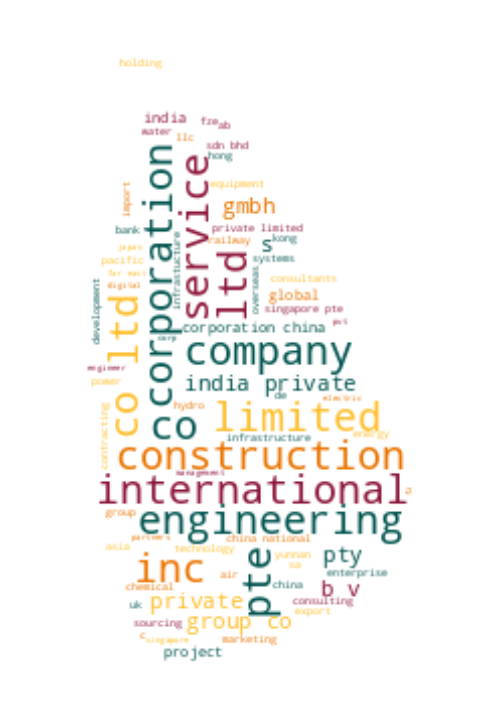 holding
india
fze
ab
water
llc
sdn bhd
hong
corporation
service
equipment
import
gmbh
bank
private limited
railway
s
kong
japan
infrastructure
ltd
systems
pacific
overseas
far east
consultants
digital
development
global
singapore pte
co ltd
corporation china
corp
company
engineer
power
india private
de
electric
hydro
contracting
co
limited
infrastructure
energy
construction
management
international
group
engineering
partners
china national
asia
technology
yunnan
pty
sa
inc
air
enterprise
chemical
china
pte
b v
uk
private
consulting
export
sourcing
group co
c
singapore
marketing
project